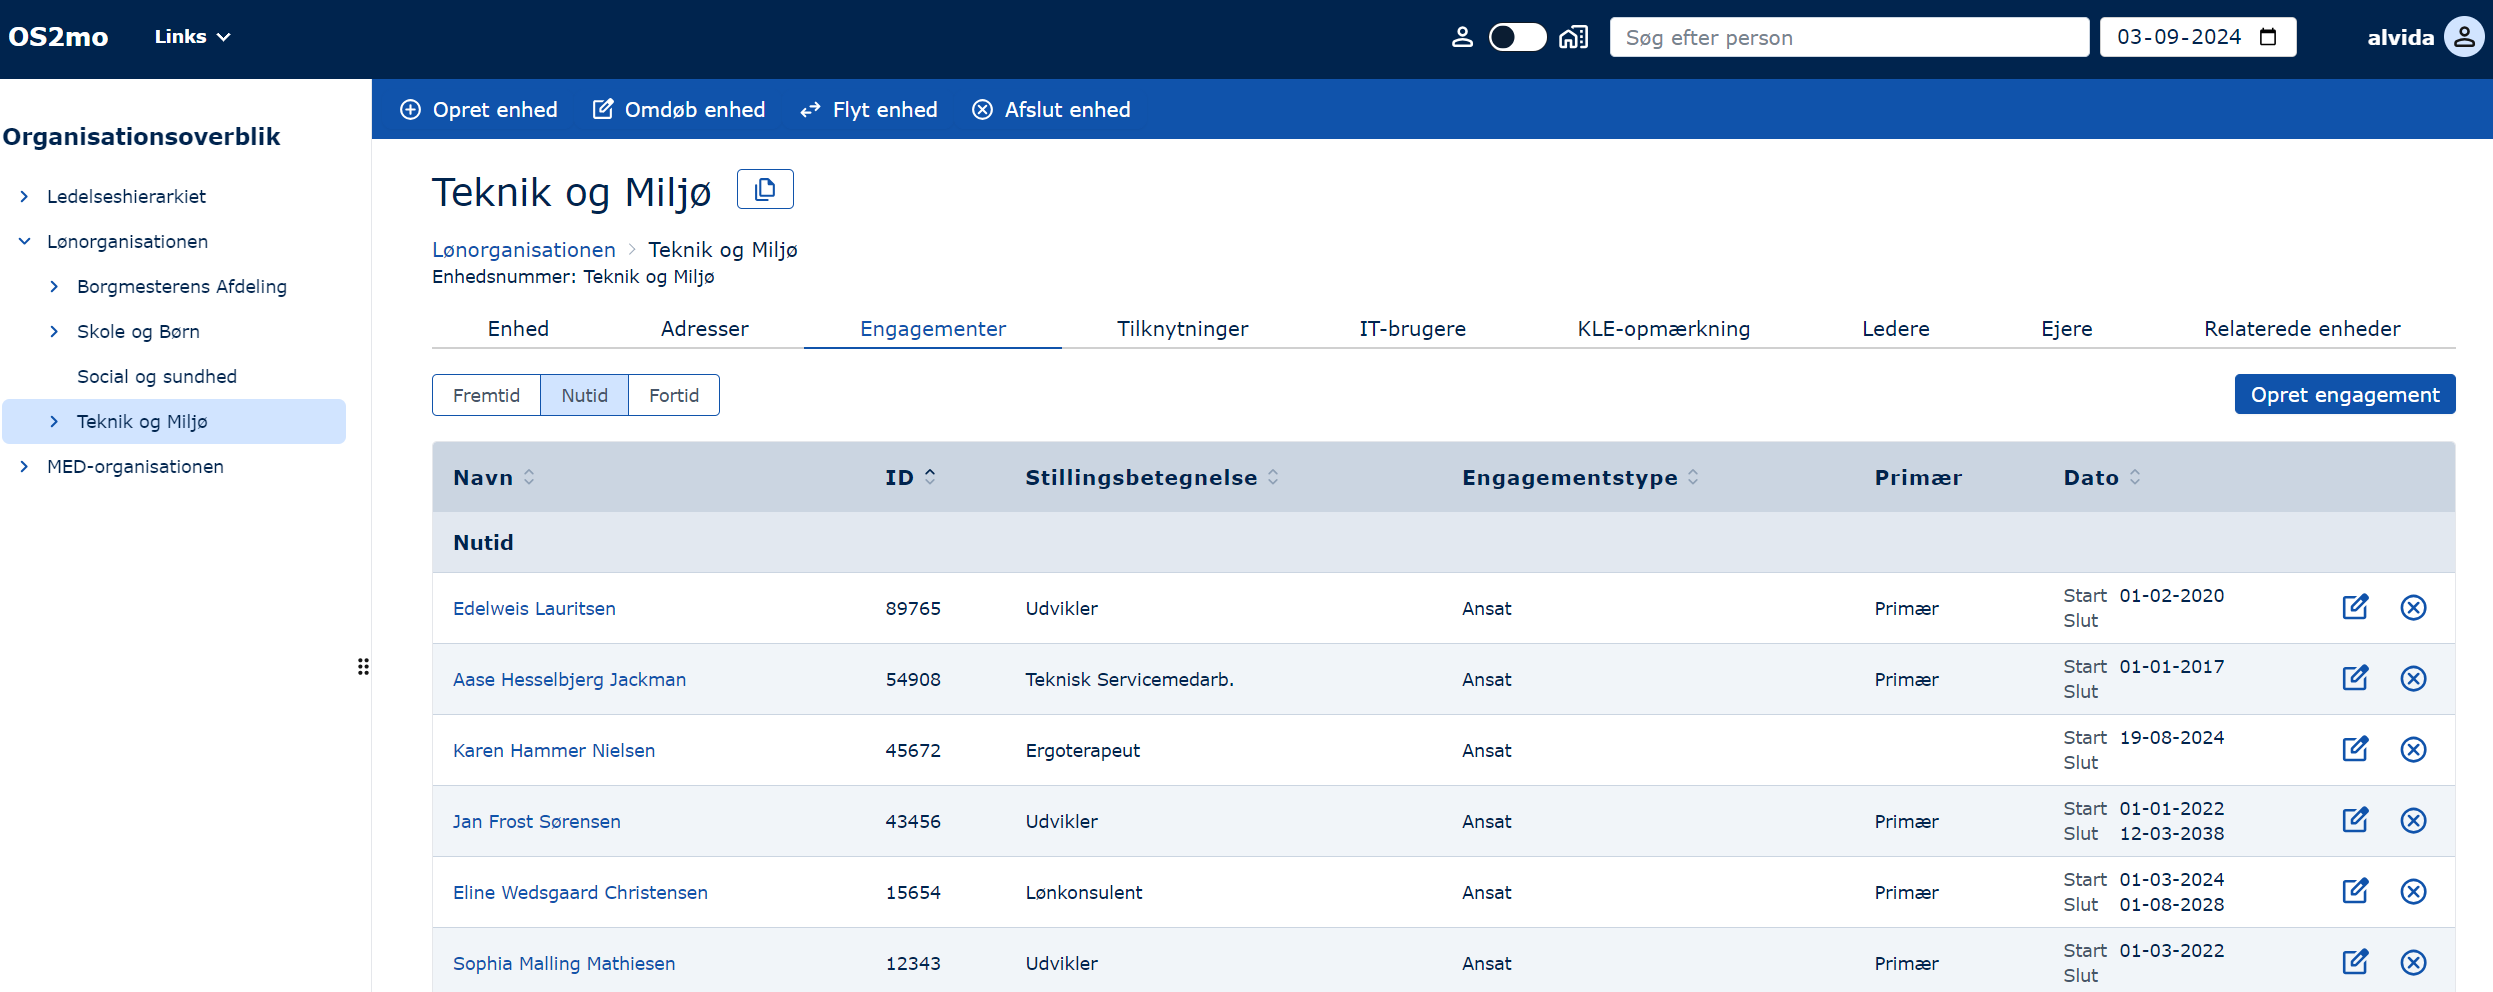 OS2mo Links Søg efter person 03-09-2024 alvida
Opret enhed Omdøb enhed Flyt enhed Afslut enhed
Organisationsoverblik
Ledelseshierarkiet
Lønorganisationen
Borgmesterens Afdeling
Skole og Børn
Social og sundhed
Teknik og Miljø
MED-organisationen
Teknik og Miljø
Lønorganisationen Teknik og Miljø
Enhedsnummer: Teknik og Miljø
Enhed Adresser Engagementer Tilknytninger IT-brugere KLE-opmærkning Ledere Ejere Relaterede enheder
Fremtid Nutid Fortid Opret engagement
Navn ID Stillingsbetegnelse Engagementstype Primær Dato
Nutid
Edelweis Lauritsen 89765 Udvikler Ansat Primær Start 01-02-2020
Slut
Aase Hesselbjerg Jackman 54908 Teknisk Servicemedarb. Ansat Primær Start 01-01-2017
Slut
Karen Hammer Nielsen 45672 Ergoterapeut Ansat Start 19-08-2024
Slut
Jan Frost Sørensen 43456 Udvikler Ansat Primær Start 01-01-2022
Slut 12-03-2038
Eline Wedsgaard Christensen 15654 Lønkonsulent Ansat Primær Start 01-03-2024
Slut 01-08-2028
Sophia Malling Mathiesen 12343 Udvikler Ansat Primær Start 01-03-2022
Slut